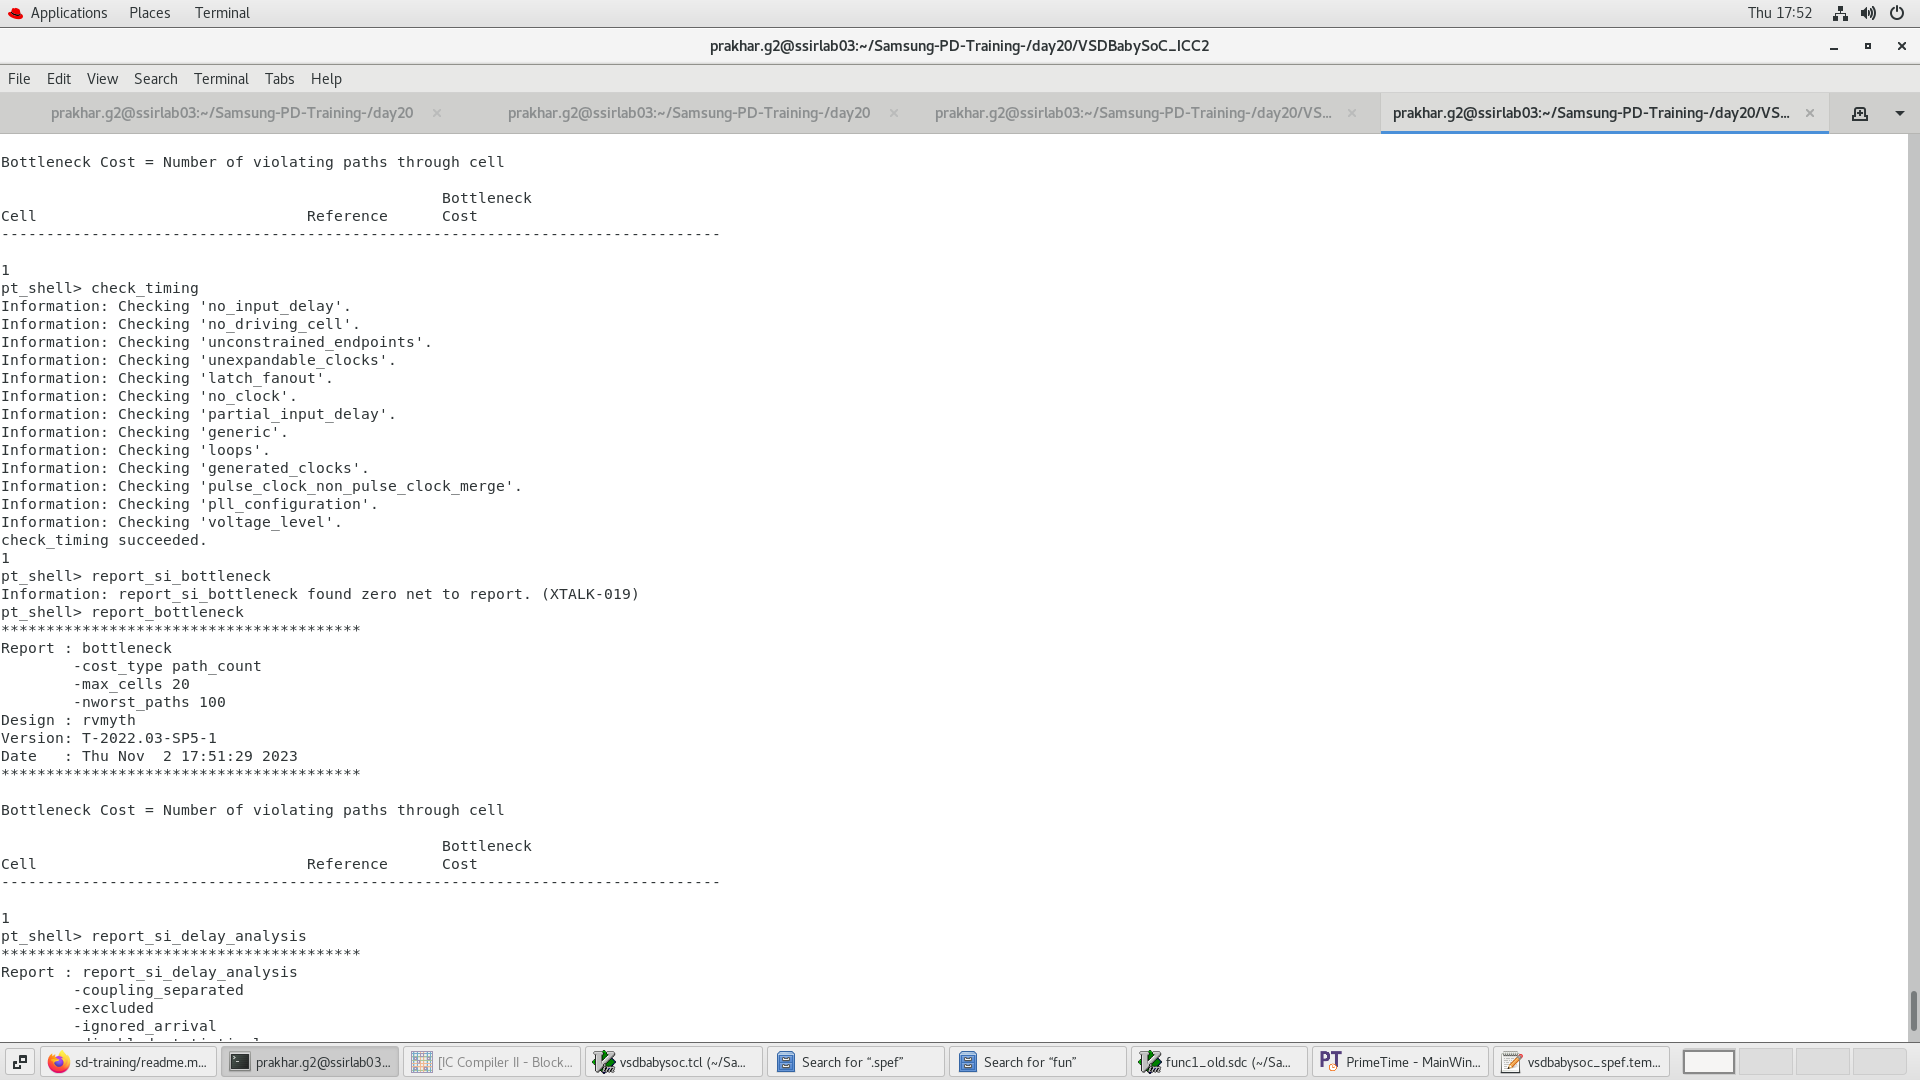 Applications Places Terminal Thu 17:52
prakhar.g2@ssirlab03:~/Samsung-PD-Training-/day20/VSDBabySoC_ICC2
File Edit View Search Terminal Tabs Help
prakhar.g2@ssirlab03:~/Samsung-PD-Training-/day20 prakhar.g2@ssirlab03:~/Samsung-PD-Training-/day20 prakhar.g2@ssirlab03:~/Samsung-PD-Training-/day20/VS... prakhar.g2@ssirlab03:~/Samsung-PD-Training-/day20/VS...
Bottleneck Cost = Number of violating paths through cell
Bottleneck
Cell Reference Cost
--------------------------------------------------------------------------------
1
pt_shell> check_timing
Information: Checking 'no_input_delay'.
Information: Checking 'no_driving_cell'.
Information: Checking 'unconstrained_endpoints'.
Information: Checking 'unexpandable_clocks'.
Information: Checking 'latch_fanout'.
Information: Checking 'no_clock'.
Information: Checking 'partial_input_delay'.
Information: Checking 'generic'.
Information: Checking 'loops'.
Information: Checking 'generated_clocks'.
Information: Checking 'pulse_clock_non_pulse_clock_merge'.
Information: Checking 'pll_configuration'.
Information: Checking 'voltage_level'.
check_timing succeeded.
1
pt_shell> report_si_bottleneck
Information: report_si_bottleneck found zero net to report. (XTALK-019)
pt_shell> report_bottleneck
****************************************
Report : bottleneck
-cost_type path_count
-max_cells 20
-nworst_paths 100
Design : rvmyth
Version: T-2022.03-SP5-1
Date   : Thu Nov  2 17:51:29 2023
****************************************
Bottleneck Cost = Number of violating paths through cell
Bottleneck
Cell Reference Cost
--------------------------------------------------------------------------------
1
pt_shell> report_si_delay_analysis
****************************************
Report : report_si_delay_analysis
-coupling_separated
-excluded
-ignored_arrival
sd-training/readme.m... prakhar.g2@ssirlab03... [IC Compiler II - Block... vsdbabysoc.tcl (~/Sa... Search for “.spef” Search for “fun” func1_old.sdc (~/Sa... PrimeTime - MainWin... vsdbabysoc_spef.tem...